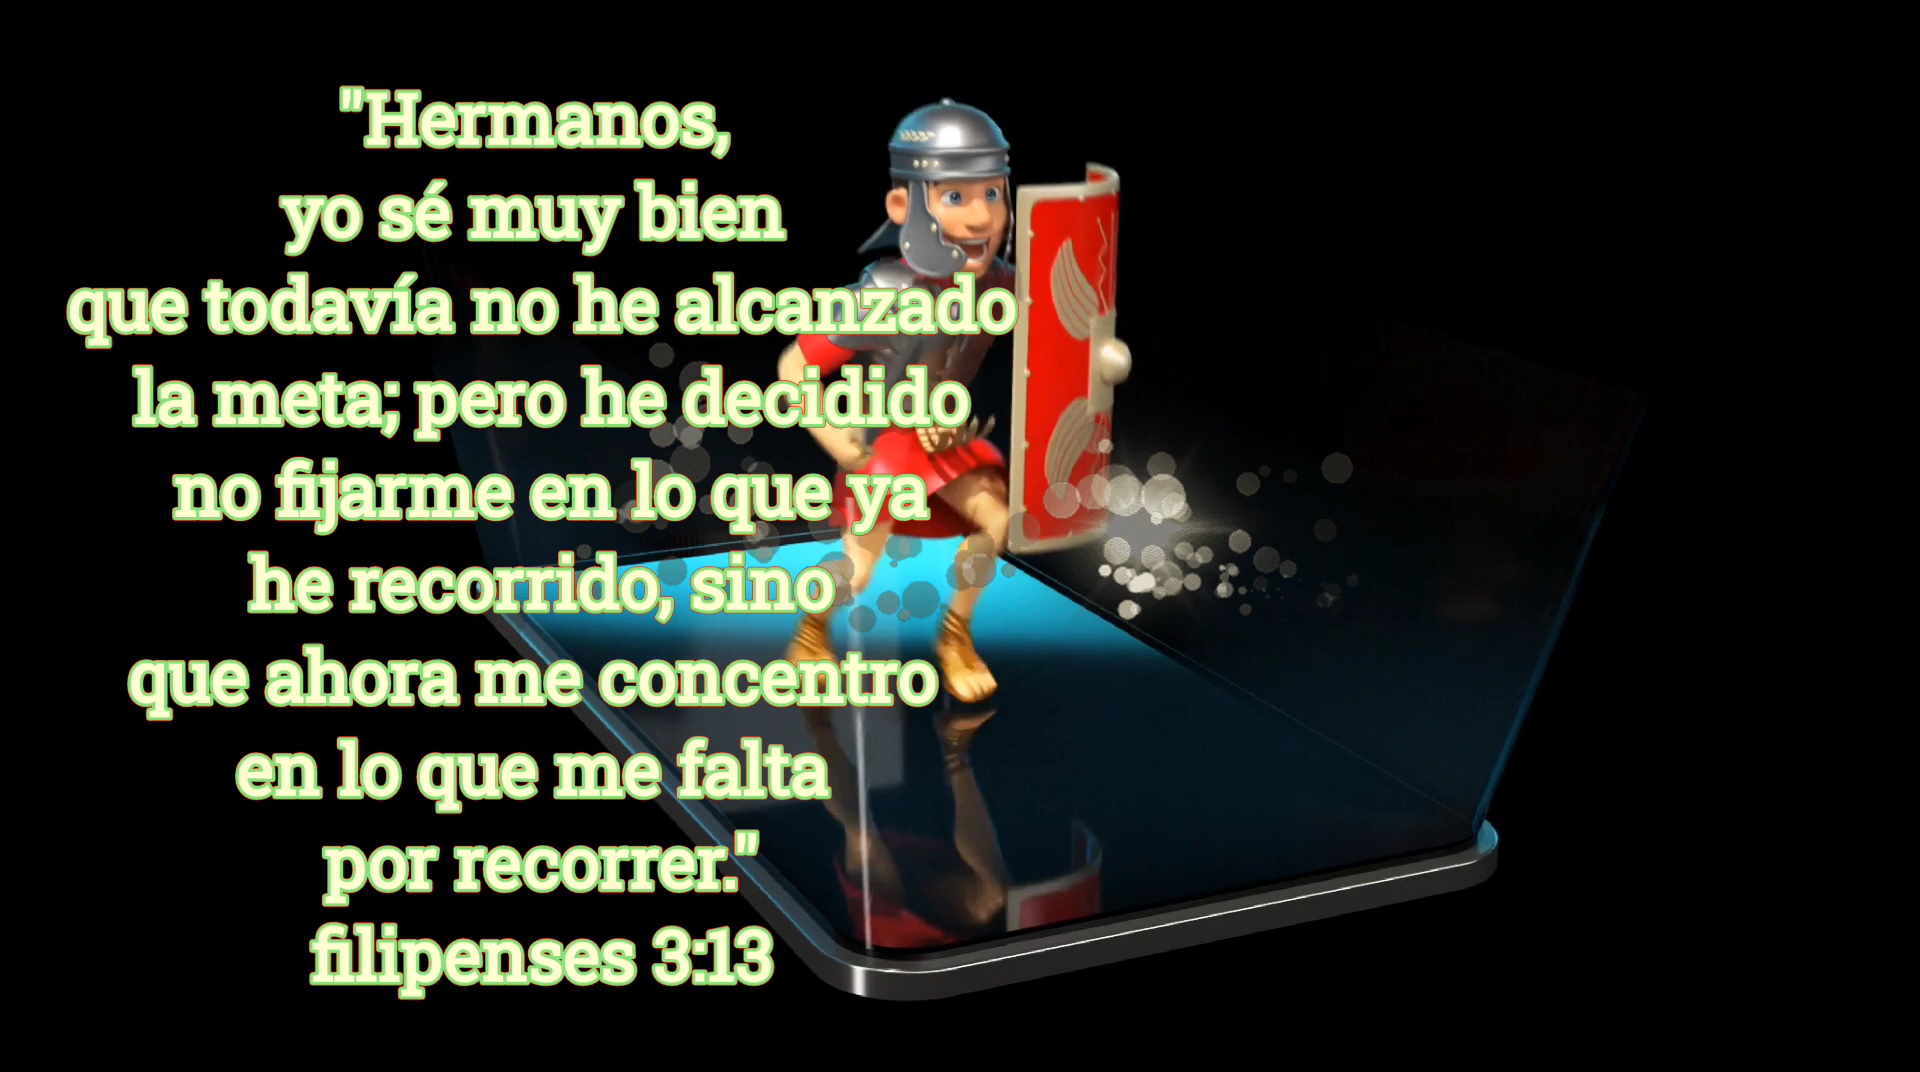 "Hermanos,
yo sé muy bien
que todavía no he alcanzado
la meta; pero he decidido
no fijarme en lo que ya
he recorrido, sino
que ahora me concentro
en lo que me falta
por recorrer."
filipenses 3:13